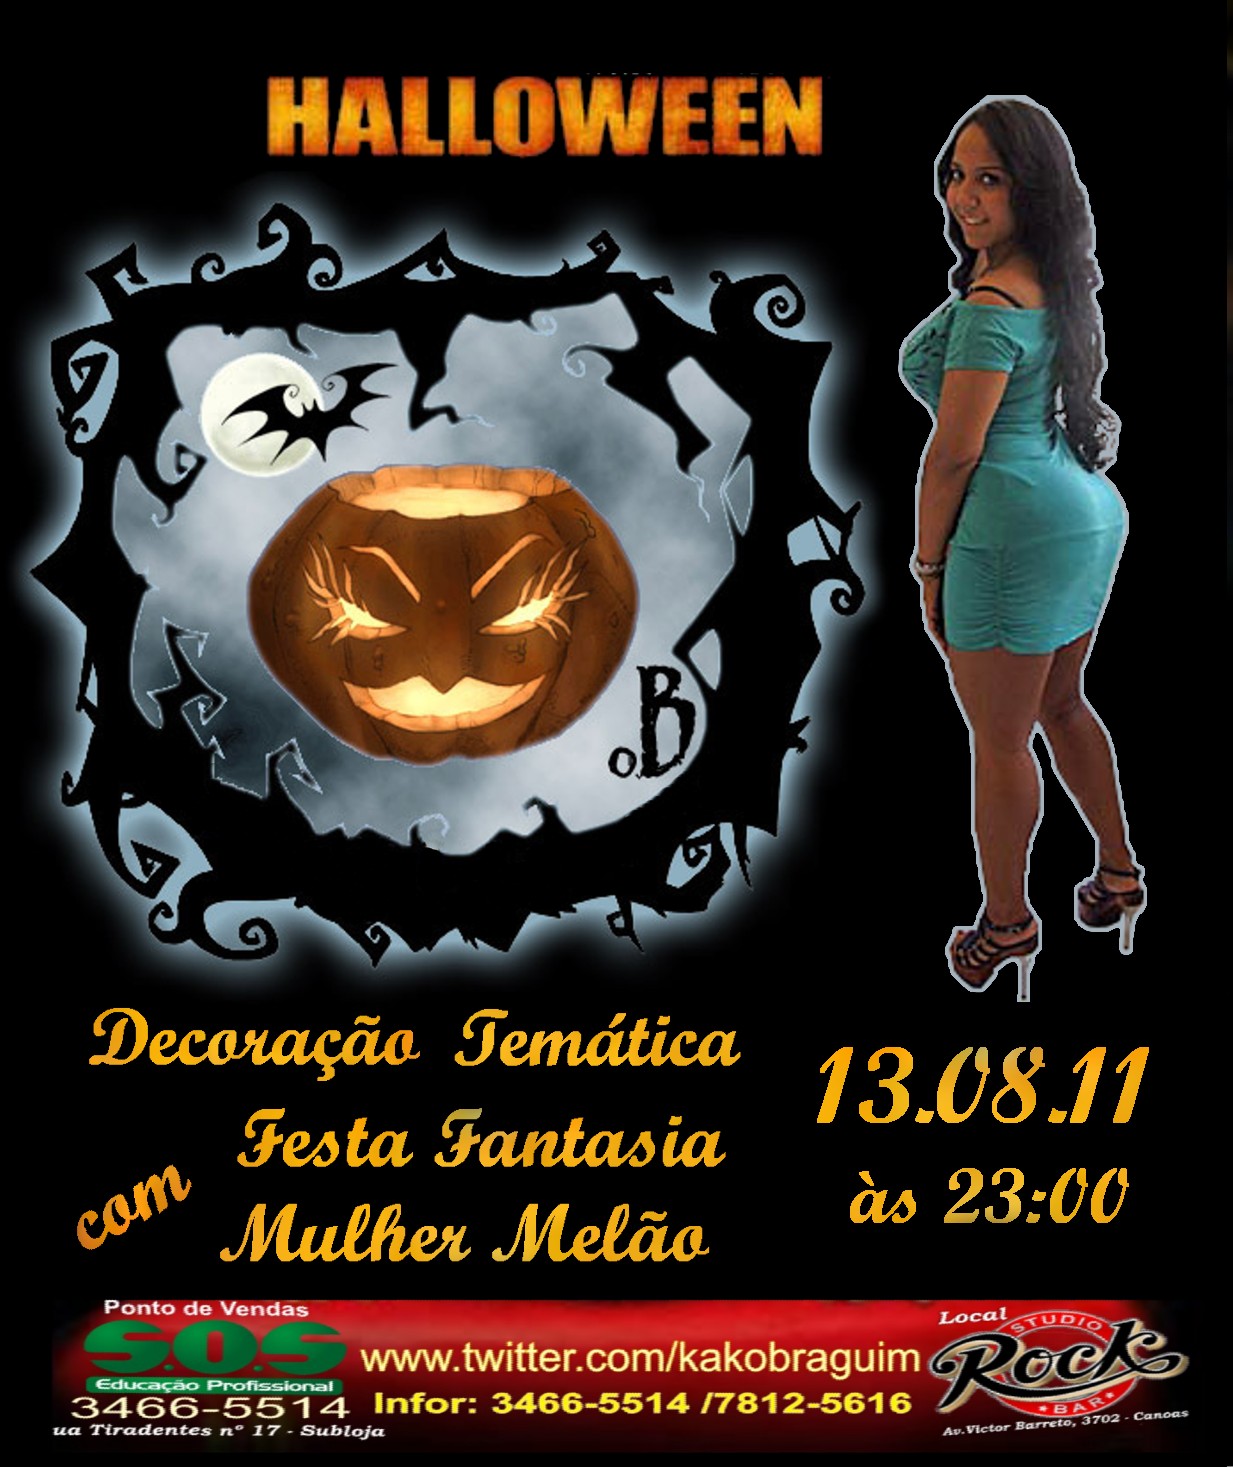 HALLOWEEN
o.B
Decoração Temática
Festa Fantasia
com
Mulher Melão
13.08.11
às 23:00
Ponto de Vendas
S.O.S
Educação Profissional
3466-5514
ua Tiradentes nº 17 - Subloja
www.twitter.com/kakobraguim
Infor: 3466-5514 /7812-5616
Local
STUDIO
Rock
BAR
Av.Victor Barreto, 3702 - Canoas